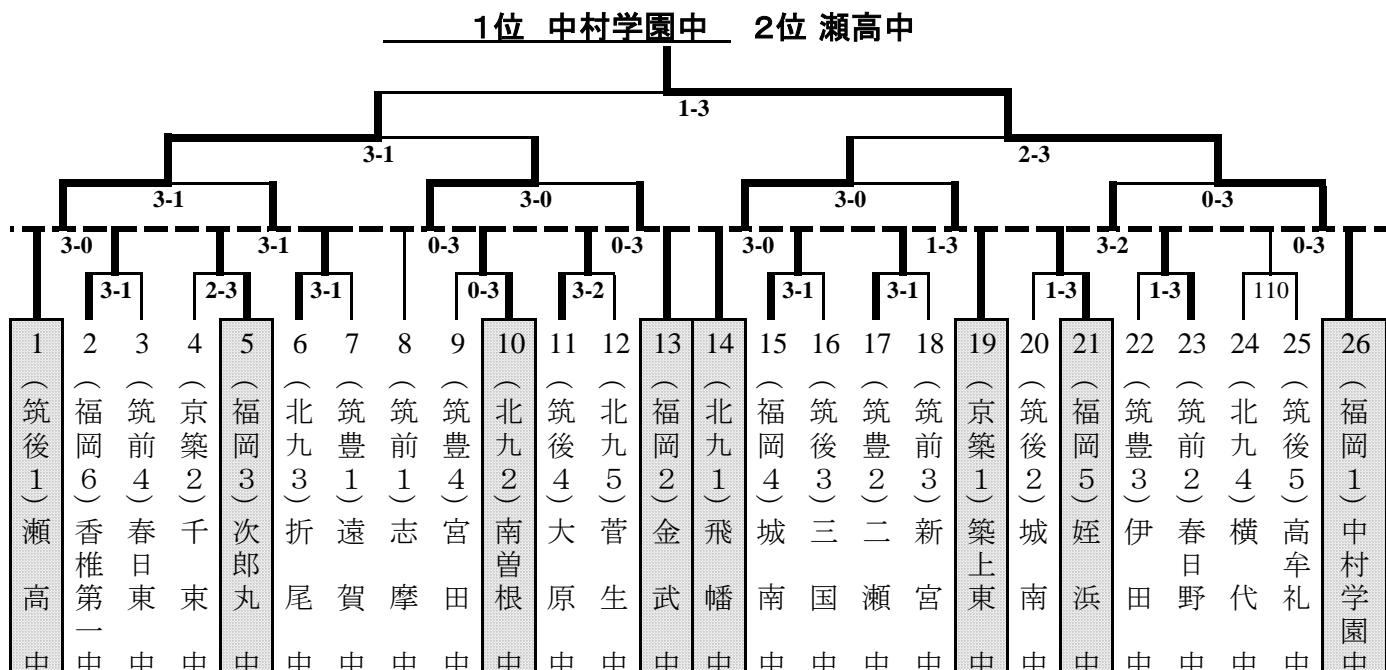 1位 中村学園中 2位 瀬高中
1-3
3-1 2-3
3-1 3-0 3-0 0-3
3-0 3-1 0-3 0-3 3-0 1-3 3-2 0-3
3-1 2-3 3-1 0-3 3-2 3-1 3-1 1-3 1-3 110
1 (筑後1) 瀬高中
2 (福岡6) 香椎第一中
3 (筑前4) 春日東中
4 (京築2) 千束中
5 (福岡3) 次郎丸中
6 (北九3) 折尾中
7 (筑豊1) 遠賀中
8 (筑前1) 志摩中
9 (筑豊4) 宮田中
10 (北九2) 南曽根中
11 (筑後4) 大原中
12 (北九5) 菅生中
13 (福岡2) 金武中
14 (北九1) 飛幡中
15 (福岡4) 城南中
16 (筑後3) 三国中
17 (筑豊2) 二瀬中
18 (筑前3) 新宮中
19 (京築1) 築上東中
20 (筑後2) 城南中
21 (福岡5) 姪浜中
22 (筑豊3) 伊田中
23 (筑前2) 春日野中
24 (北九4) 横代中
25 (筑後5) 高牟礼中
26 (福岡1) 中村学園中